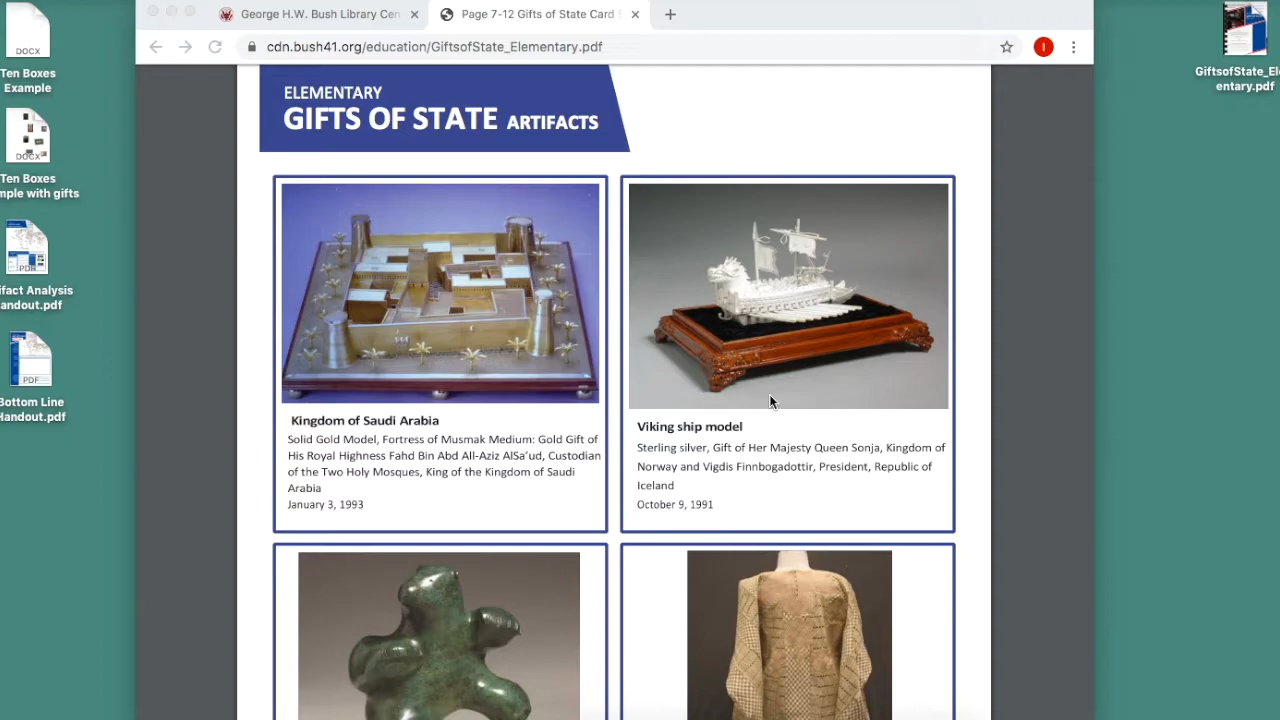 George H.W. Bush Library Cen
Page 7-12 Gifts of State Card E
cdn.bush41.org/education/GiftsofState_Elementary.pdf
DOCX
Ten Boxes
Example
DOCX
Ten Boxes
mple with gifts
PDF
ifact Analysis
andout.pdf
PDF
Bottom Line
Handout.pdf
GiftsofState_El
entary.pdf
ELEMENTARY
GIFTS OF STATE ARTIFACTS
Kingdom of Saudi Arabia
Solid Gold Model, Fortress of Musmak Medium: Gold Gift of
His Royal Highness Fahd Bin Abd All-Aziz AlSa'ud, Custodian
of the Two Holy Mosques, King of the Kingdom of Saudi
Arabia
January 3, 1993
Viking ship model
Sterling silver, Gift of Her Majesty Queen Sonja, Kingdom of
Norway and Vigdis Finnbogadottir, President, Republic of
Iceland
October 9, 1991